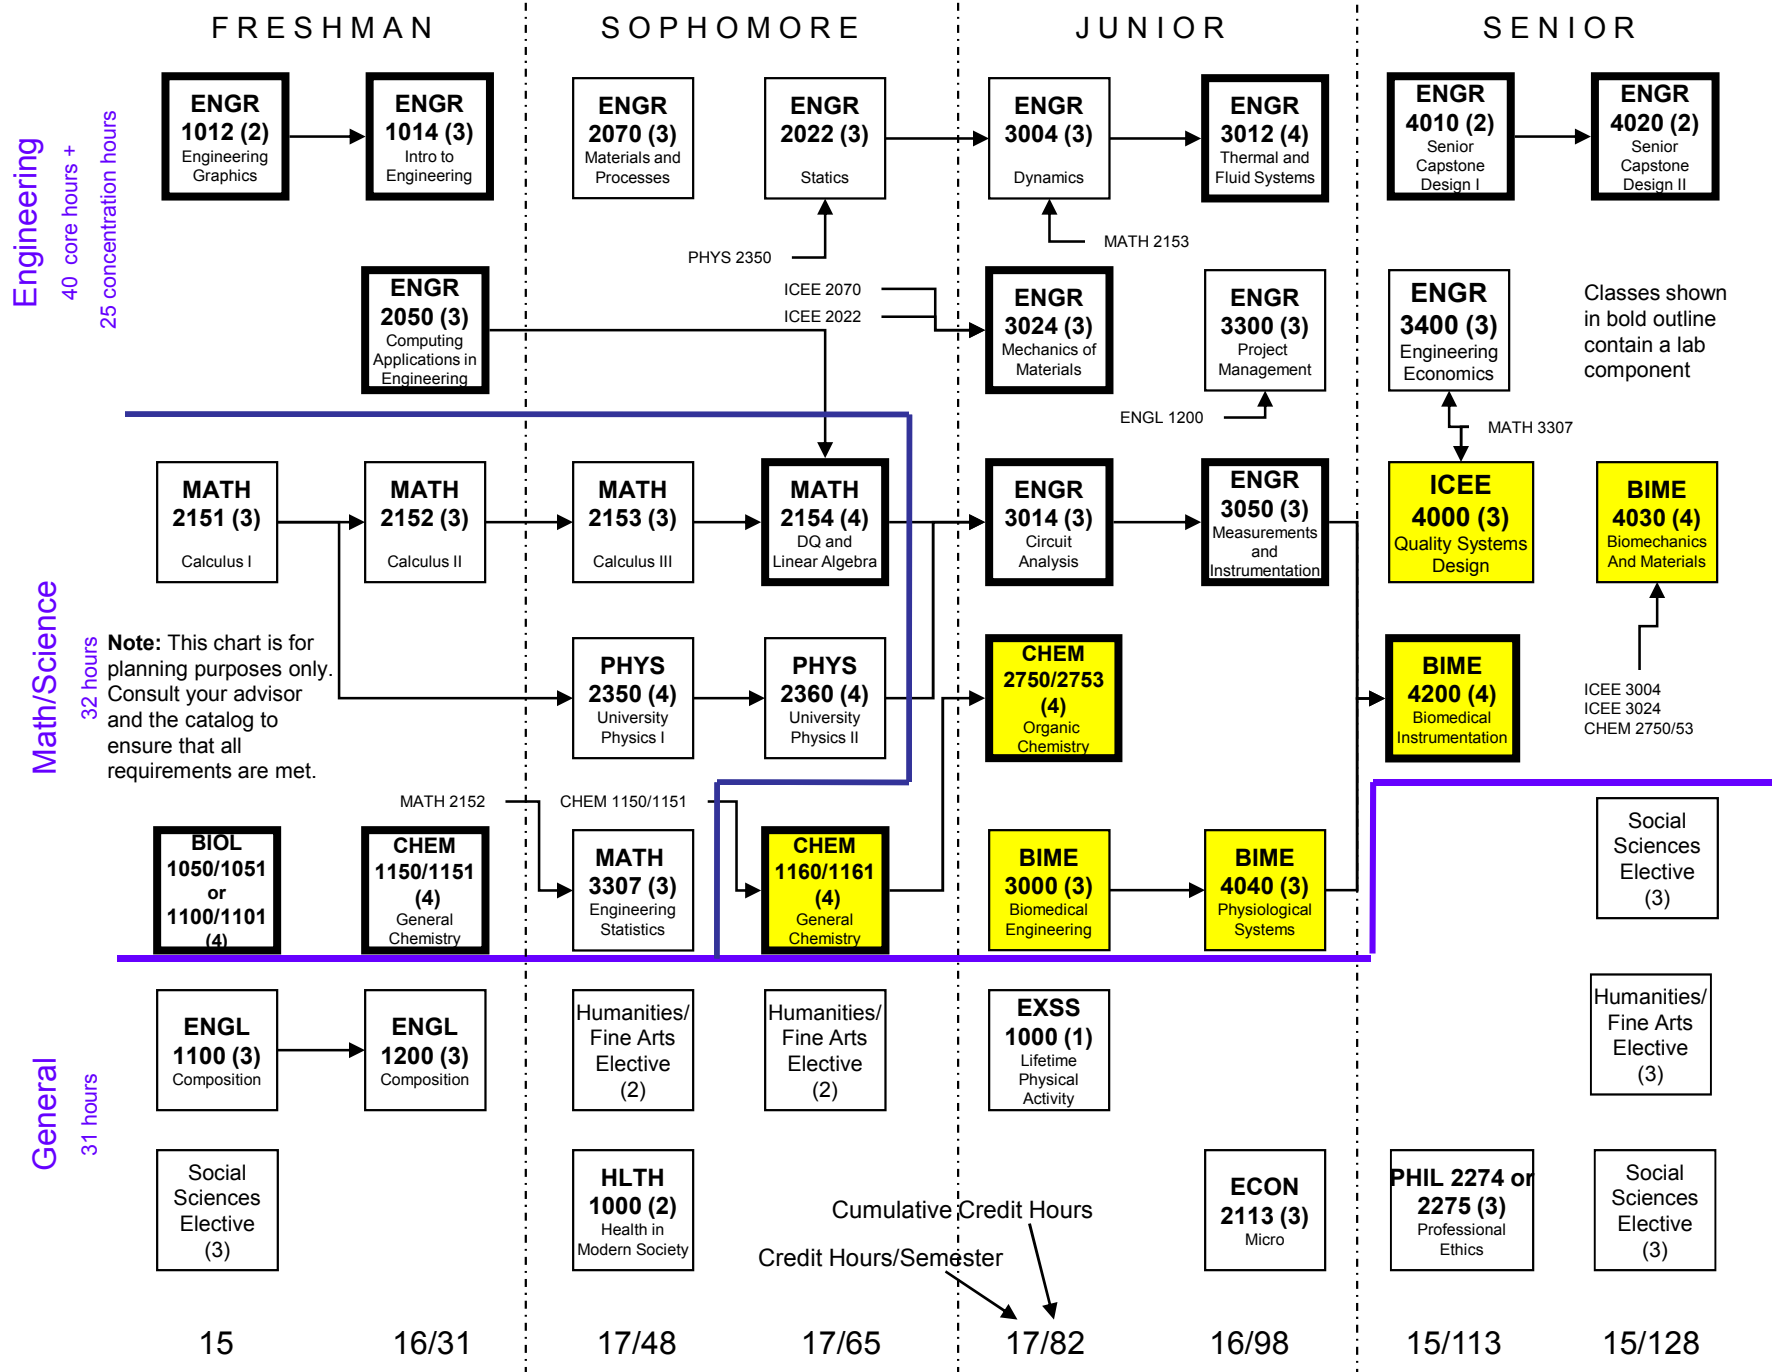 FRESHMAN
SOPHOMORE
JUNIOR
SENIOR
Engineering
40 core hours +
25 concentration hours
ENGR
1012 (2)
Engineering
Graphics
ENGR
1014 (3)
Intro to
Engineering
ENGR
2070 (3)
Materials and
Processes
ENGR
2022 (3)
Statics
ENGR
3004 (3)
Dynamics
ENGR
3012 (4)
Thermal and
Fluid Systems
ENGR
4010 (2)
Senior
Capstone
Design I
ENGR
4020 (2)
Senior
Capstone
Design II
PHYS 2350
MATH 2153
ENGR
2050 (3)
Computing
Applications in
Engineering
ICEE 2070
ICEE 2022
ENGR
3024 (3)
Mechanics of
Materials
ENGR
3300 (3)
Project
Management
ENGL 1200
ENGR
3400 (3)
Engineering
Economics
Classes shown
in bold outline
contain a lab
component
MATH 3307
Math/Science
32 hours
MATH
2151 (3)
Calculus I
MATH
2152 (3)
Calculus II
MATH
2153 (3)
Calculus III
MATH
2154 (4)
DQ and
Linear Algebra
ENGR
3014 (3)
Circuit
Analysis
ENGR
3050 (3)
Measurements
and
Instrumentation
ICEE
4000 (3)
Quality Systems
Design
BIME
4030 (4)
Biomechanics
And Materials
Note: This chart is for
planning purposes only.
Consult your advisor
and the catalog to
ensure that all
requirements are met.
PHYS
2350 (4)
University
Physics I
PHYS
2360 (4)
University
Physics II
CHEM
2750/2753
(4)
Organic
Chemistry
BIME
4200 (4)
Biomedical
Instrumentation
ICEE 3004
ICEE 3024
CHEM 2750/53
MATH 2152
CHEM 1150/1151
BIOL
1050/1051
or
1100/1101
(4)
CHEM
1150/1151
(4)
General
Chemistry
MATH
3307 (3)
Engineering
Statistics
CHEM
1160/1161
(4)
General
Chemistry
BIME
3000 (3)
Biomedical
Engineering
BIME
4040 (3)
Physiological
Systems
Social
Sciences
Elective
(3)
General
31 hours
ENGL
1100 (3)
Composition
ENGL
1200 (3)
Composition
Humanities/
Fine Arts
Elective
(2)
Humanities/
Fine Arts
Elective
(2)
EXSS
1000 (1)
Lifetime
Physical
Activity
Humanities/
Fine Arts
Elective
(3)
Social
Sciences
Elective
(3)
HLTH
1000 (2)
Health in
Modern Society
Cumulative Credit Hours
Credit Hours/Semester
ECON
2113 (3)
Micro
PHIL 2274 or
2275 (3)
Professional
Ethics
Social
Sciences
Elective
(3)
15
16/31
17/48
17/65
17/82
16/98
15/113
15/128